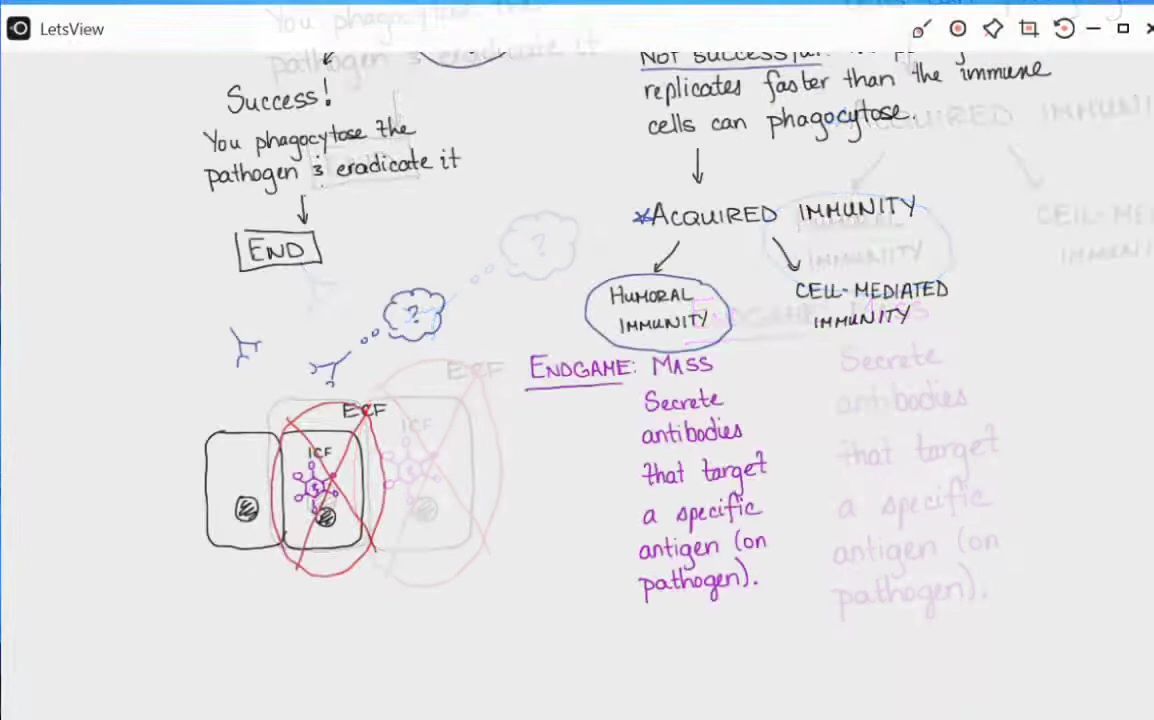 LetsView
Success!
You phagocytose the
pathogen & eradicate it
END
NOT SUCCESSFUL:
replicates faster than the immune
cells can phagocytose.
*ACQUIRED IMMUNITY
HUMORAL
IMMUNITY
CELL-MEDIATED
IMMUNITY
?
ECF
ICF
ENDGAME: MASS
Secrete
antibodies
that target
a specific
antigen (on
pathogen).